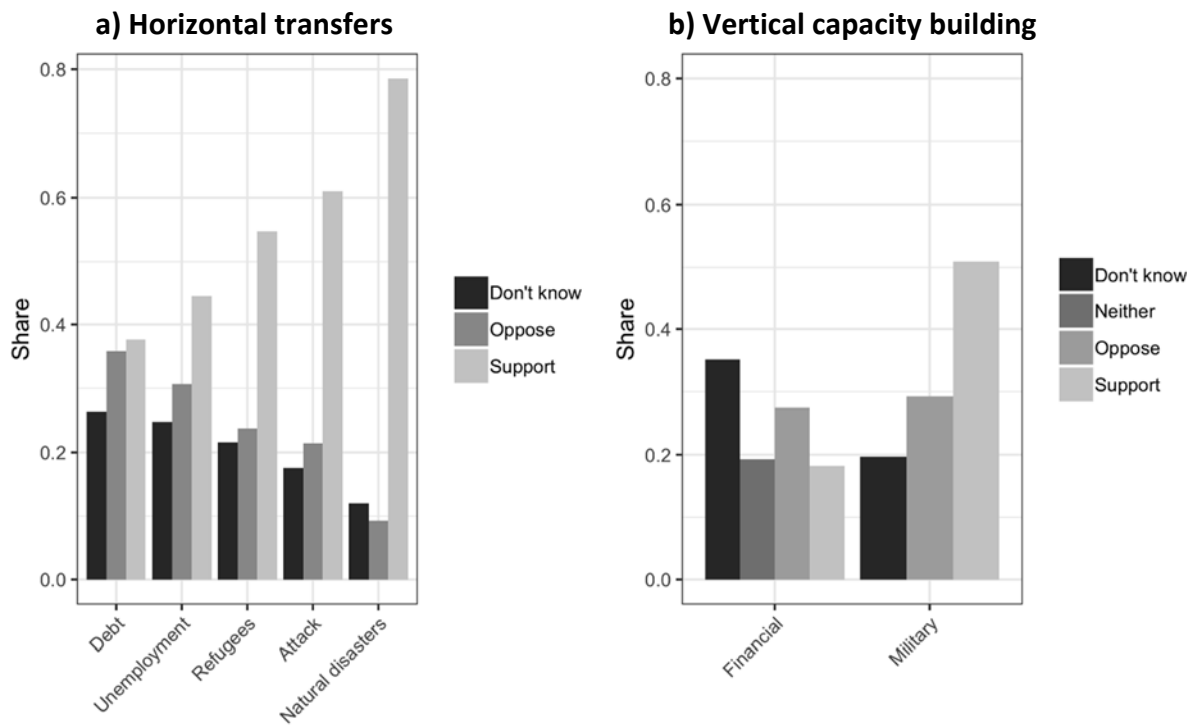 a) Horizontal transfers
0.8
0.6
0.4
0.2
0.0
Share
Debt
Unemployment
Refugees
Attack
Natural disasters
Don't know
Oppose
Support
b) Vertical capacity building
0.8
0.6
0.4
0.2
0.0
Share
Financial
Military
Don't know
Neither
Oppose
Support